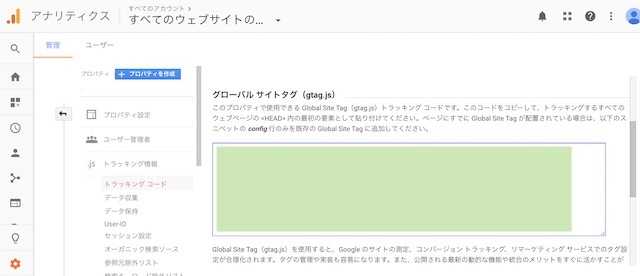 アナリティクス
すべてのアカウント >
すべてのウェブサイトの...
管理
ユーザー
プロパティ
+ プロパティを作成
プロパティ設定
ユーザー管理者
.js トラッキング情報
トラッキング コード
データ収集
データ保持
UserID
セッション設定
オーガニック検索ソース
参照元除外リスト
グローバル サイトタグ（gtag.js）
このプロパティで使用できる Global Site Tag（gtag.js）トラッキング コードです。このコードをコピーして、トラッキングするすべての
ウェブページの <HEAD> 内の最初の要素として貼り付けてください。ページにすでに Global Site Tag が配置されている場合は、以下のス
ニペットの config 行のみを既存の Global Site Tag に追加してください。
Global Site Tag（gtag.js）を使用すると、Google のサイトの測定、コンバージョン トラッキング、リマーケティング サービスでのタグ設
定が合理化されます。タグの管理や実装も容易になります。また、公開される最新の動的な機能や統合のメリットをすぐに活かすことが